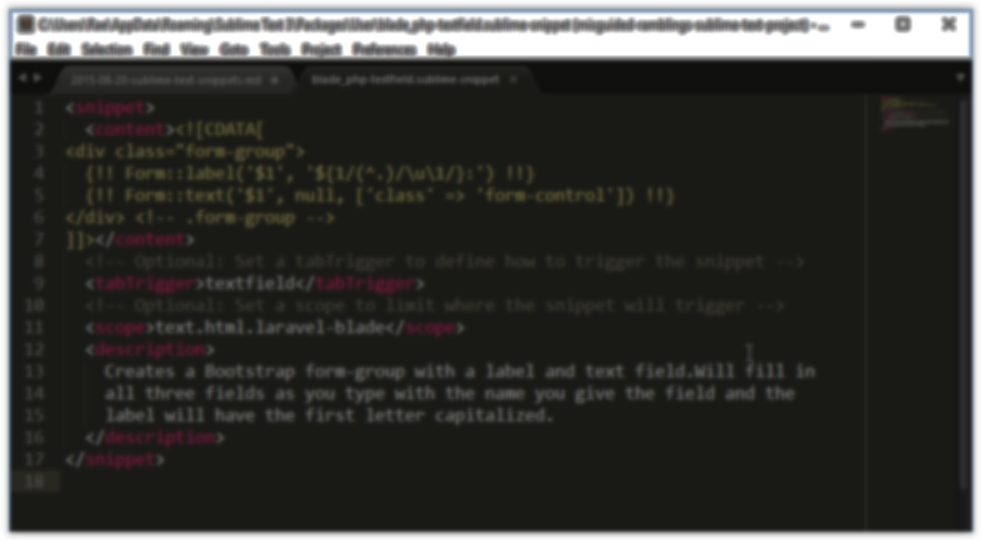 C:\Users\Rae\AppData\Roaming\Sublime Text 3\Packages\User\blade_php-textfield.sublime-snippet (misguided-ramblings-sublime-text-project) - ...
File Edit Selection Find View Goto Tools Project Preferences Help
2015-08-20-sublime-text-snippets.md
blade_php-textfield.sublime-snippet
1 <snippet>
2 <content><![CDATA[
3 <div class="form-group">
4 {!! Form::label('$1', '${1/(^.)/\u\1/}:') !!}
5 {!! Form::text('$1', null, ['class' => 'form-control']) !!}
6 </div> <!-- .form-group -->
7 ]]></content>
8 <!-- Optional: Set a tabTrigger to define how to trigger the snippet -->
9 <tabTrigger>textfield</tabTrigger>
10 <!-- Optional: Set a scope to limit where the snippet will trigger -->
11 <scope>text.html.laravel-blade</scope>
12 <description>
13 Creates a Bootstrap form-group with a label and text field.Will fill in
14 all three fields as you type with the name you give the field and the
15 label will have the first letter capitalized.
16 </description>
17 </snippet>
18